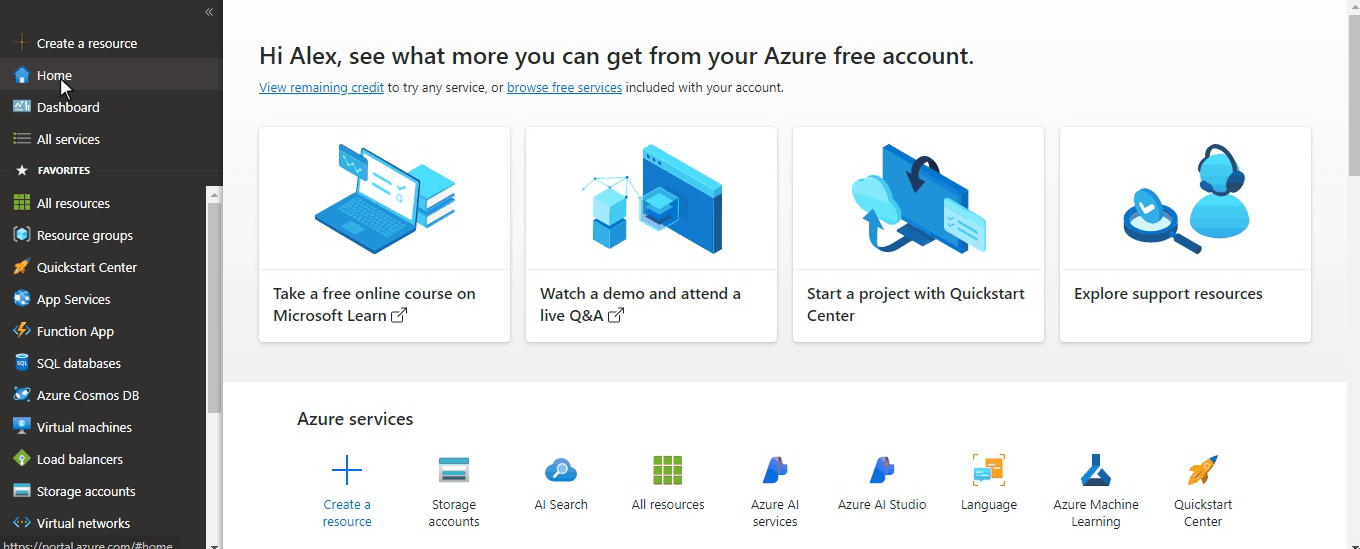 «
Create a resource
Home
Dashboard
All services
FAVORITES
All resources
Resource groups
Quickstart Center
App Services
Function App
SQL
SQL databases
Azure Cosmos DB
Virtual machines
Load balancers
Storage accounts
Virtual networks
https://portal.azure.com/#home
Hi Alex, see what more you can get from your Azure free account.
View remaining credit to try any service, or browse free services included with your account.
Take a free online course on
Microsoft Learn
Watch a demo and attend a
live Q&A
Start a project with Quickstart
Center
Explore support resources
Azure services
Create a
resource
Storage
accounts
AI Search
All resources
Azure AI
services
Azure AI Studio
Language
Azure Machine
Learning
Quickstart
Center